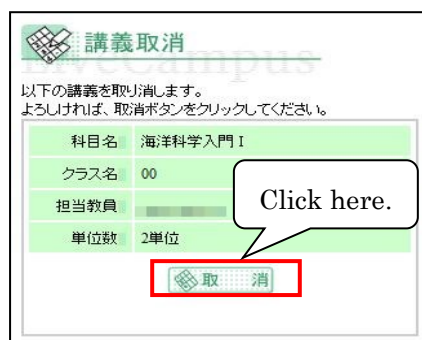 講義取消
LiveCampus
以下の講義を取り消します。
よろしければ、取消ボタンをクリックしてください。
科目名 海洋科学入門 I
クラス名 00
担当教員
単位数 2単位
Click here.
取 消